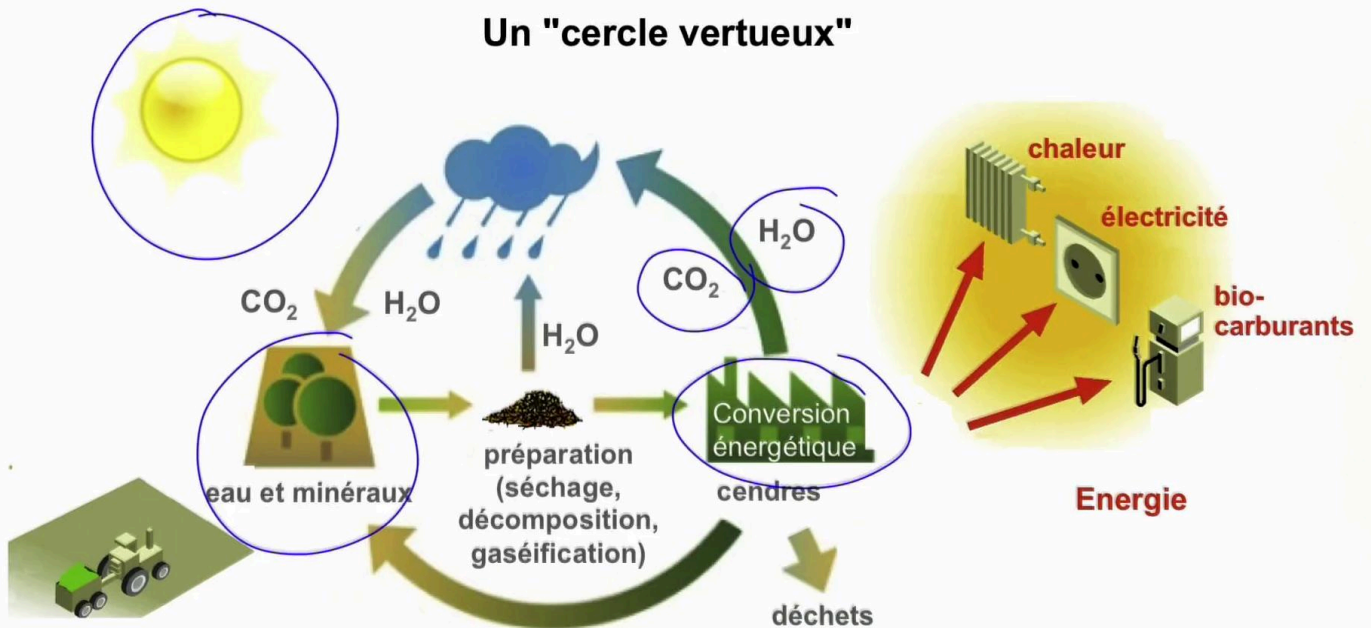 Un "cercle vertueux"
chaleur
électricité
bio-
carburants
Energie
H₂O
CO₂
CO₂
H₂O
H₂O
Conversion
énergétique
préparation
(séchage,
décomposition,
gaséification)
eau et minéraux
cendres
déchets